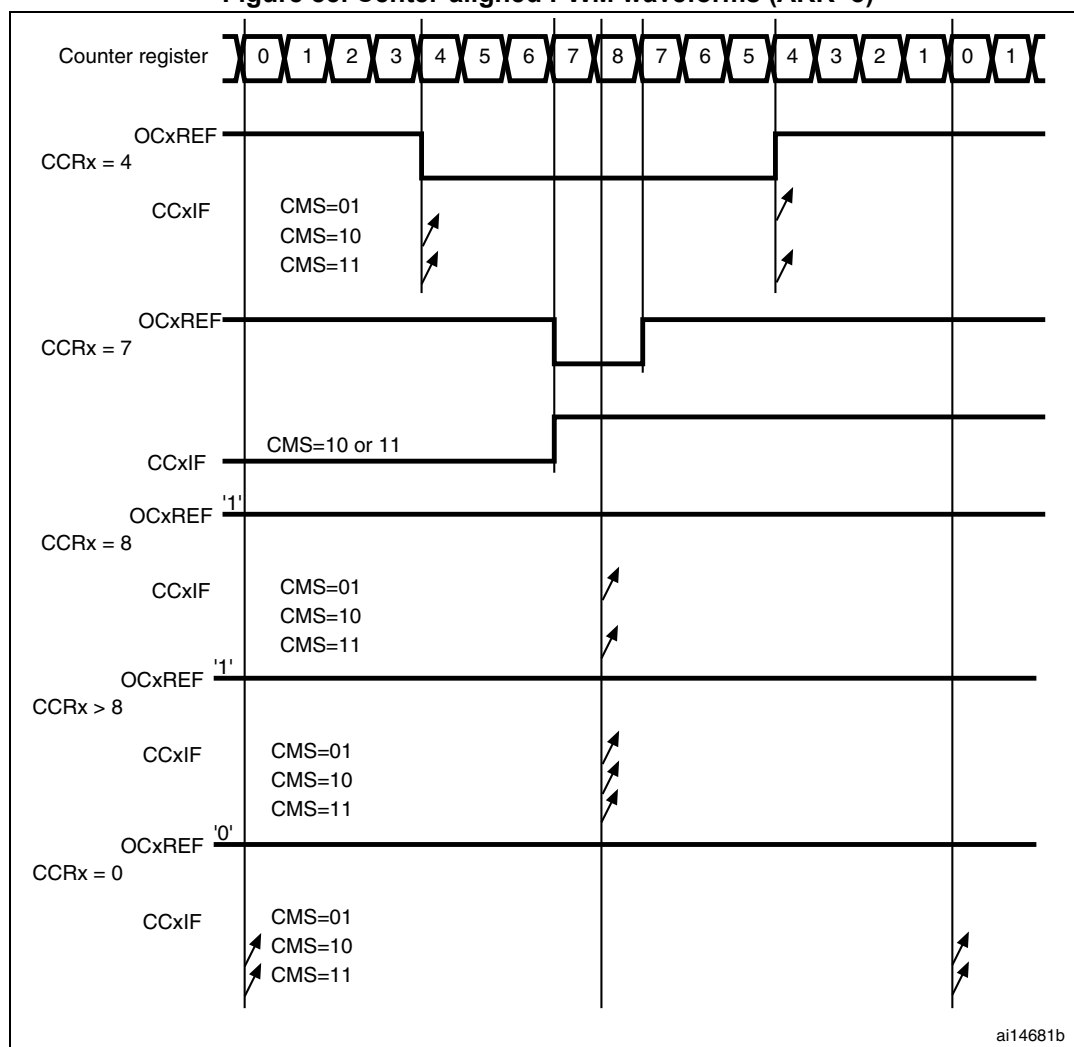 Counter register 0 1 2 3 4 5 6 7 8 7 6 5 4 3 2 1 0 1
OCxREF
CCRx = 4
CCxIF
CMS=01
CMS=10
CMS=11
OCxREF
CCRx = 7
CMS=10 or 11
CCxIF
'1'
OCxREF
CCRx = 8
CCxIF
CMS=01
CMS=10
CMS=11
'1'
OCxREF
CCRx > 8
CCxIF
CMS=01
CMS=10
CMS=11
'0'
OCxREF
CCRx = 0
CCxIF
CMS=01
CMS=10
CMS=11
ai14681b